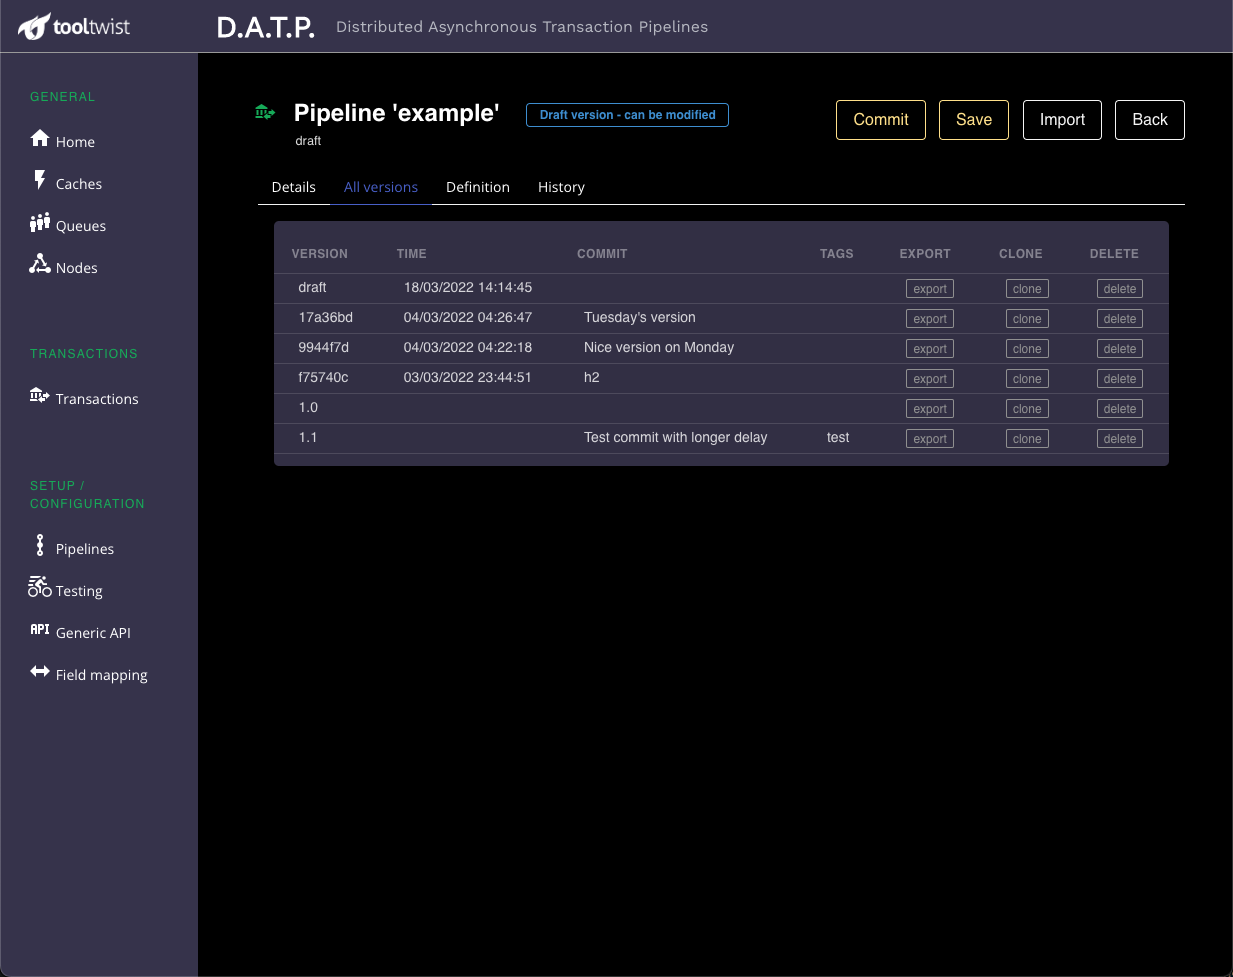 tooltwist
D.A.T.P. Distributed Asynchronous Transaction Pipelines
GENERAL
Home
Caches
Queues
Nodes
TRANSACTIONS
Transactions
SETUP /
CONFIGURATION
Pipelines
Testing
API Generic API
Field mapping
Pipeline 'example' Draft version - can be modified
draft
Commit Save Import Back
Details All versions Definition History
VERSION TIME COMMIT TAGS EXPORT CLONE DELETE
draft 18/03/2022 14:14:45 export clone delete
17a36bd 04/03/2022 04:26:47 Tuesday's version export clone delete
9944f7d 04/03/2022 04:22:18 Nice version on Monday export clone delete
f75740c 03/03/2022 23:44:51 h2 export clone delete
1.0 export clone delete
1.1 Test commit with longer delay test export clone delete